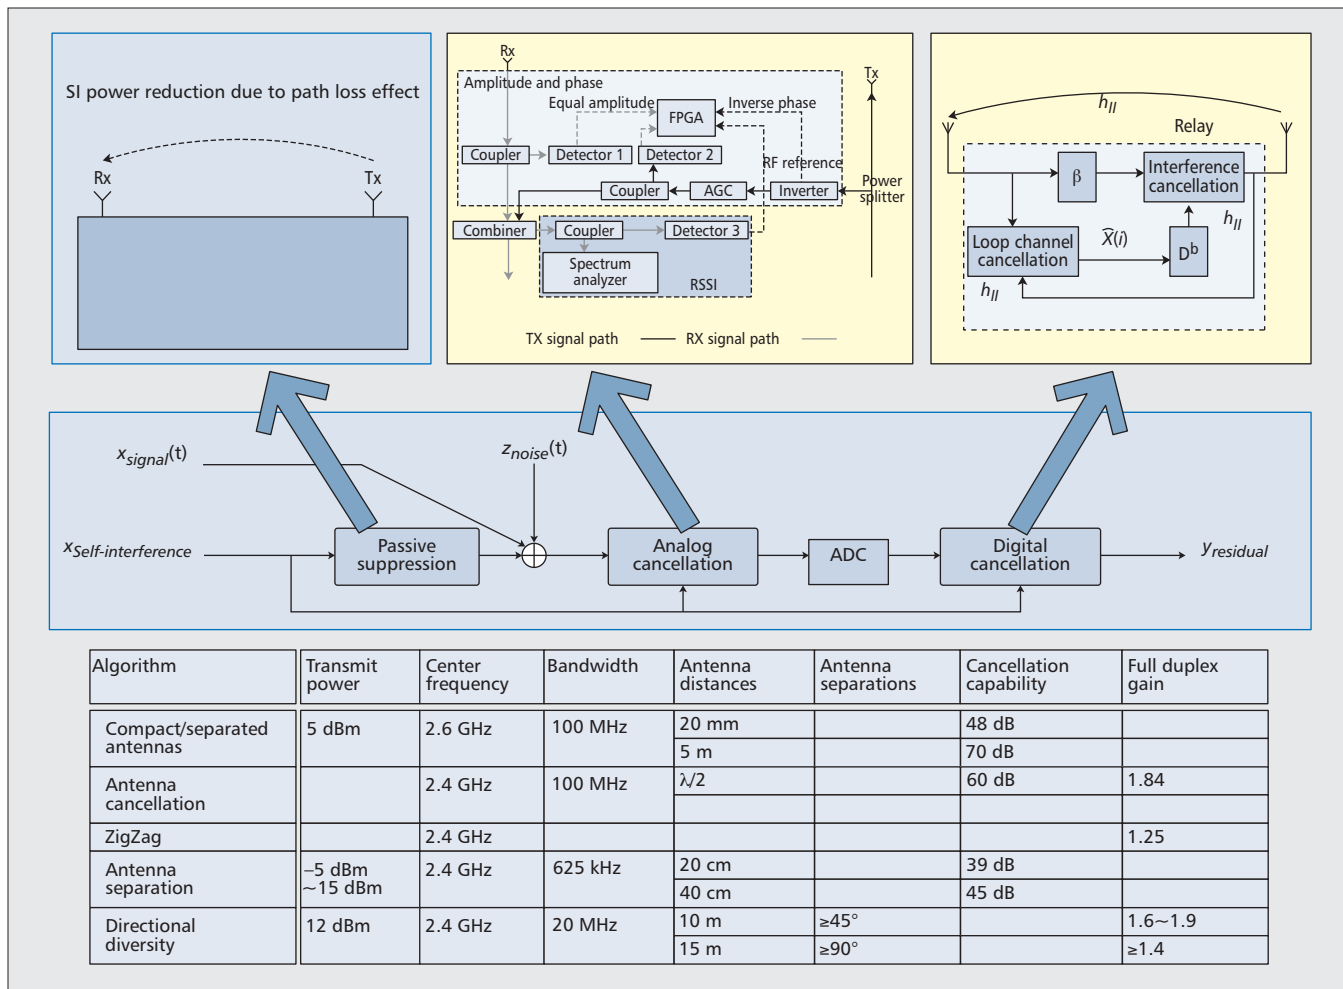 SI power reduction due to path loss effect
Rx
Tx
Rx
Tx
Amplitude and phase
Equal amplitude
Inverse phase
FPGA
Coupler
Detector 1
Detector 2
RF reference
Coupler
AGC
Inverter
Power
splitter
Combiner
Coupler
Detector 3
Spectrum
analyzer
RSSI
TX signal path
RX signal path
h_ll
Relay
β
Interference
cancellation
h_ll
Loop channel
cancellation
X̂(i)
D^b
h_ll
x_signal(t)
z_noise(t)
x_Self-interference
Passive
suppression
Analog
cancellation
ADC
Digital
cancellation
y_residual
Algorithm
Transmit
power
Center
frequency
Bandwidth
Antenna
distances
Antenna
separations
Cancellation
capability
Full duplex
gain
Compact/separated
antennas
5 dBm
2.6 GHz
100 MHz
20 mm
48 dB
5 m
70 dB
Antenna
cancellation
2.4 GHz
100 MHz
λ/2
60 dB
1.84
ZigZag
2.4 GHz
1.25
Antenna
separation
–5 dBm
~15 dBm
2.4 GHz
625 kHz
20 cm
39 dB
40 cm
45 dB
Directional
diversity
12 dBm
2.4 GHz
20 MHz
10 m
≥45°
1.6~1.9
15 m
≥90°
≥1.4